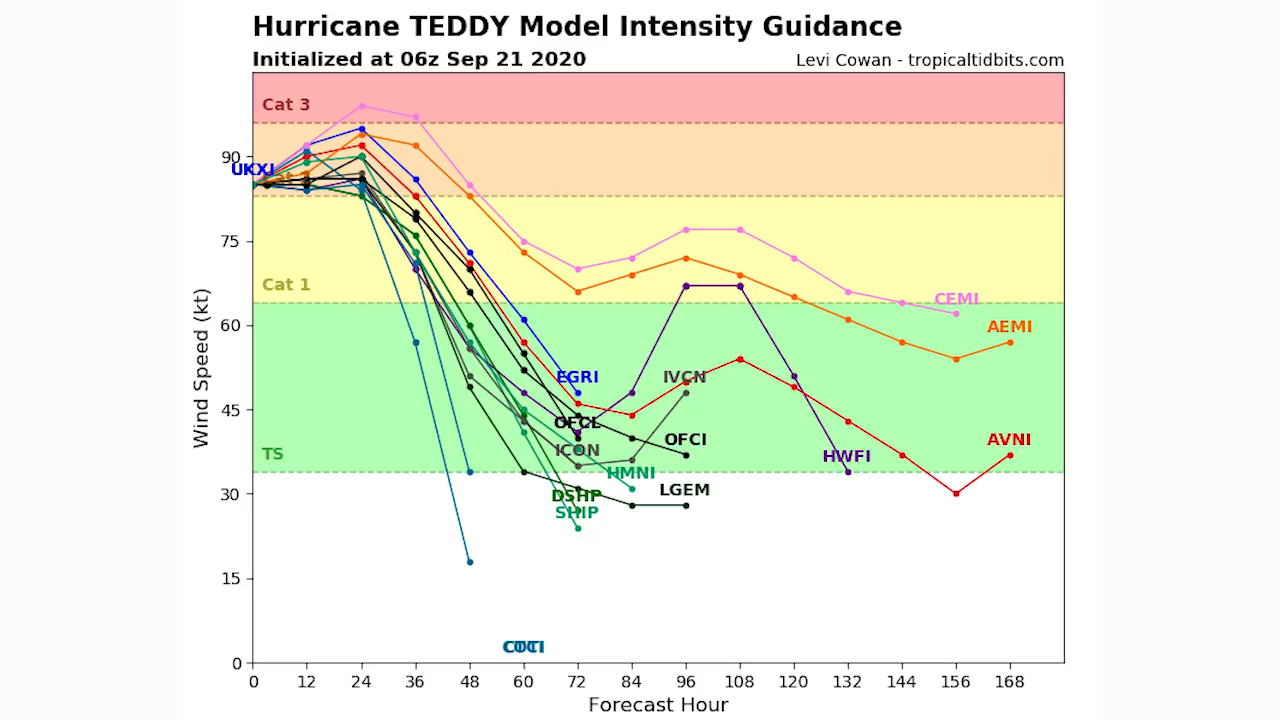 Hurricane TEDDY Model Intensity Guidance
Initialized at 06z Sep 21 2020 Levi Cowan - tropicaltidbits.com
Cat 3
90
UKXI
75
Cat 1
CEMI
60
AEMI
EGRI IVCN
45
OFCL
OFCI AVNI
ICON
TS HWFI
HMNI
30
DSHP LGEM
SHIP
15
0
0 12 24 36 48 60 72 84 96 108 120 132 144 156 168
Wind Speed (kt)
Forecast Hour